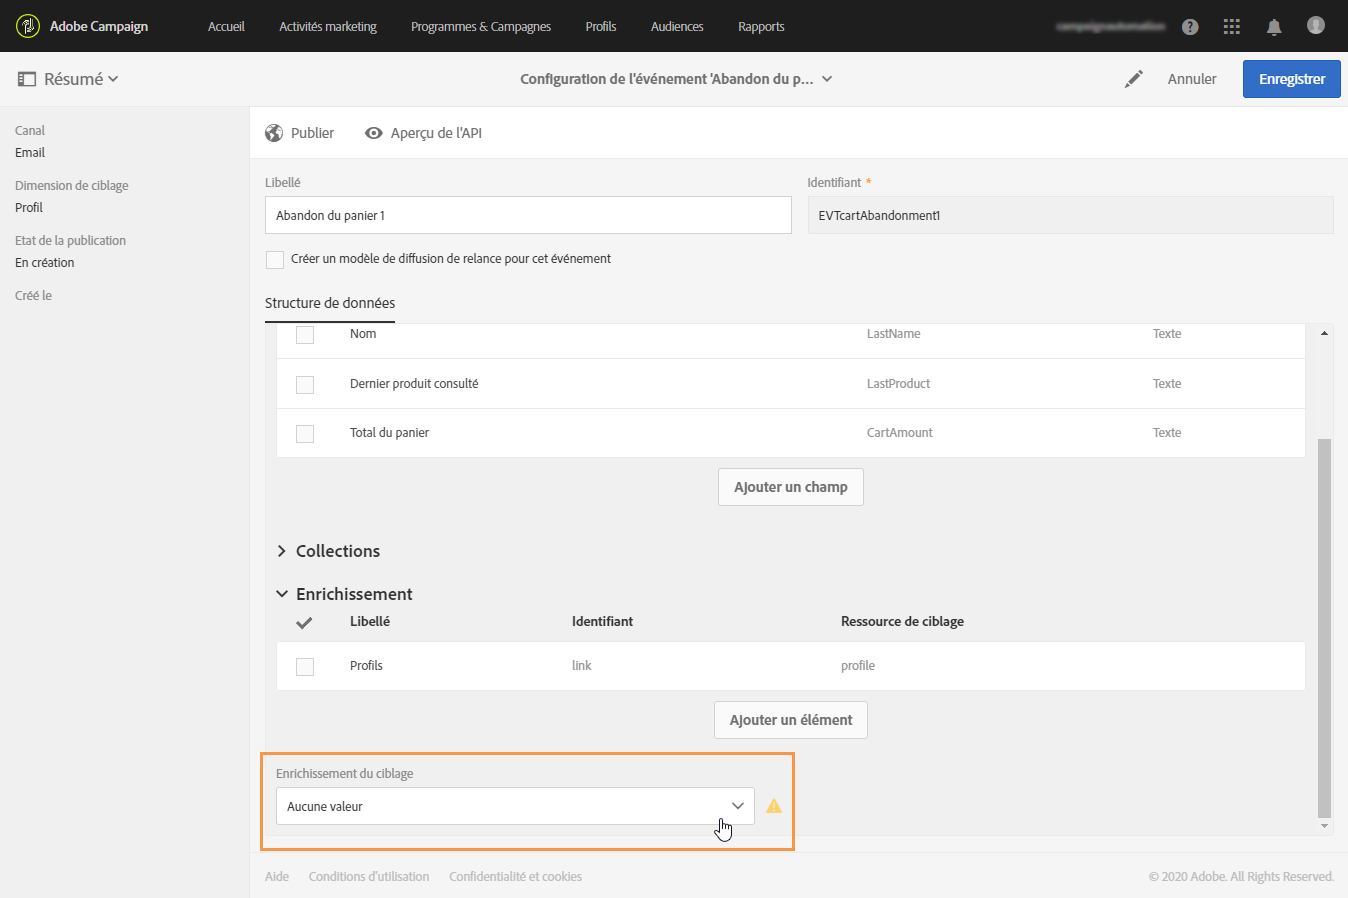 Adobe Campaign Accueil Activités marketing Programmes & Campagnes Profils Audiences Rapports
Résumé Configuration de l'événement 'Abandon du p... Annuler Enregistrer
Canal
Email
Dimension de ciblage
Profil
Etat de la publication
En création
Créé le
Publier Aperçu de l'API
Libellé Identifiant *
Abandon du panier 1 EVTcartAbandonment1
Créer un modèle de diffusion de relance pour cet événement
Structure de données
Nom LastName Texte
Dernier produit consulté LastProduct Texte
Total du panier CartAmount Texte
Ajouter un champ
Collections
Enrichissement
Libellé Identifiant Ressource de ciblage
Profils link profile
Ajouter un élément
Enrichissement du ciblage
Aucune valeur
Aide Conditions d'utilisation Confidentialité et cookies © 2020 Adobe. All Rights Reserved.